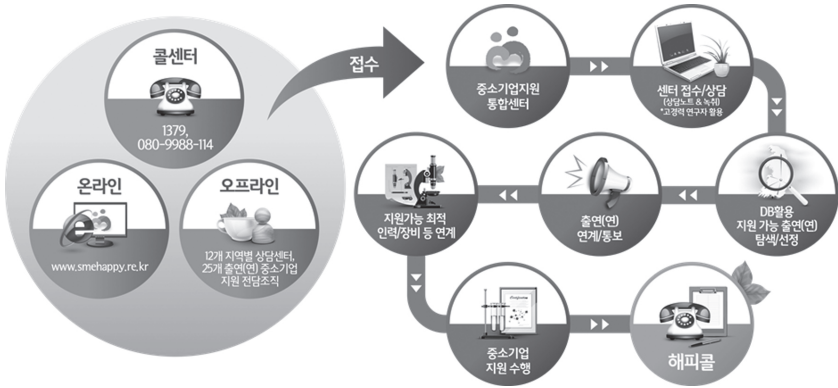 콜센터
1379,
080-9988-114
온라인
www.smehappy.re.kr
오프라인
12개 지역별 상담센터,
25개 출연(연) 중소기업
지원 전담조직
접수
중소기업지원
통합센터
센터 접수/상담
(상담노트 & 녹취)
*고경력 연구자 활용
DB활용
지원 가능 출연(연)
탐색/선정
출연(연)
연계/통보
지원가능 최적
인력/장비 등 연계
중소기업
지원 수행
해피콜